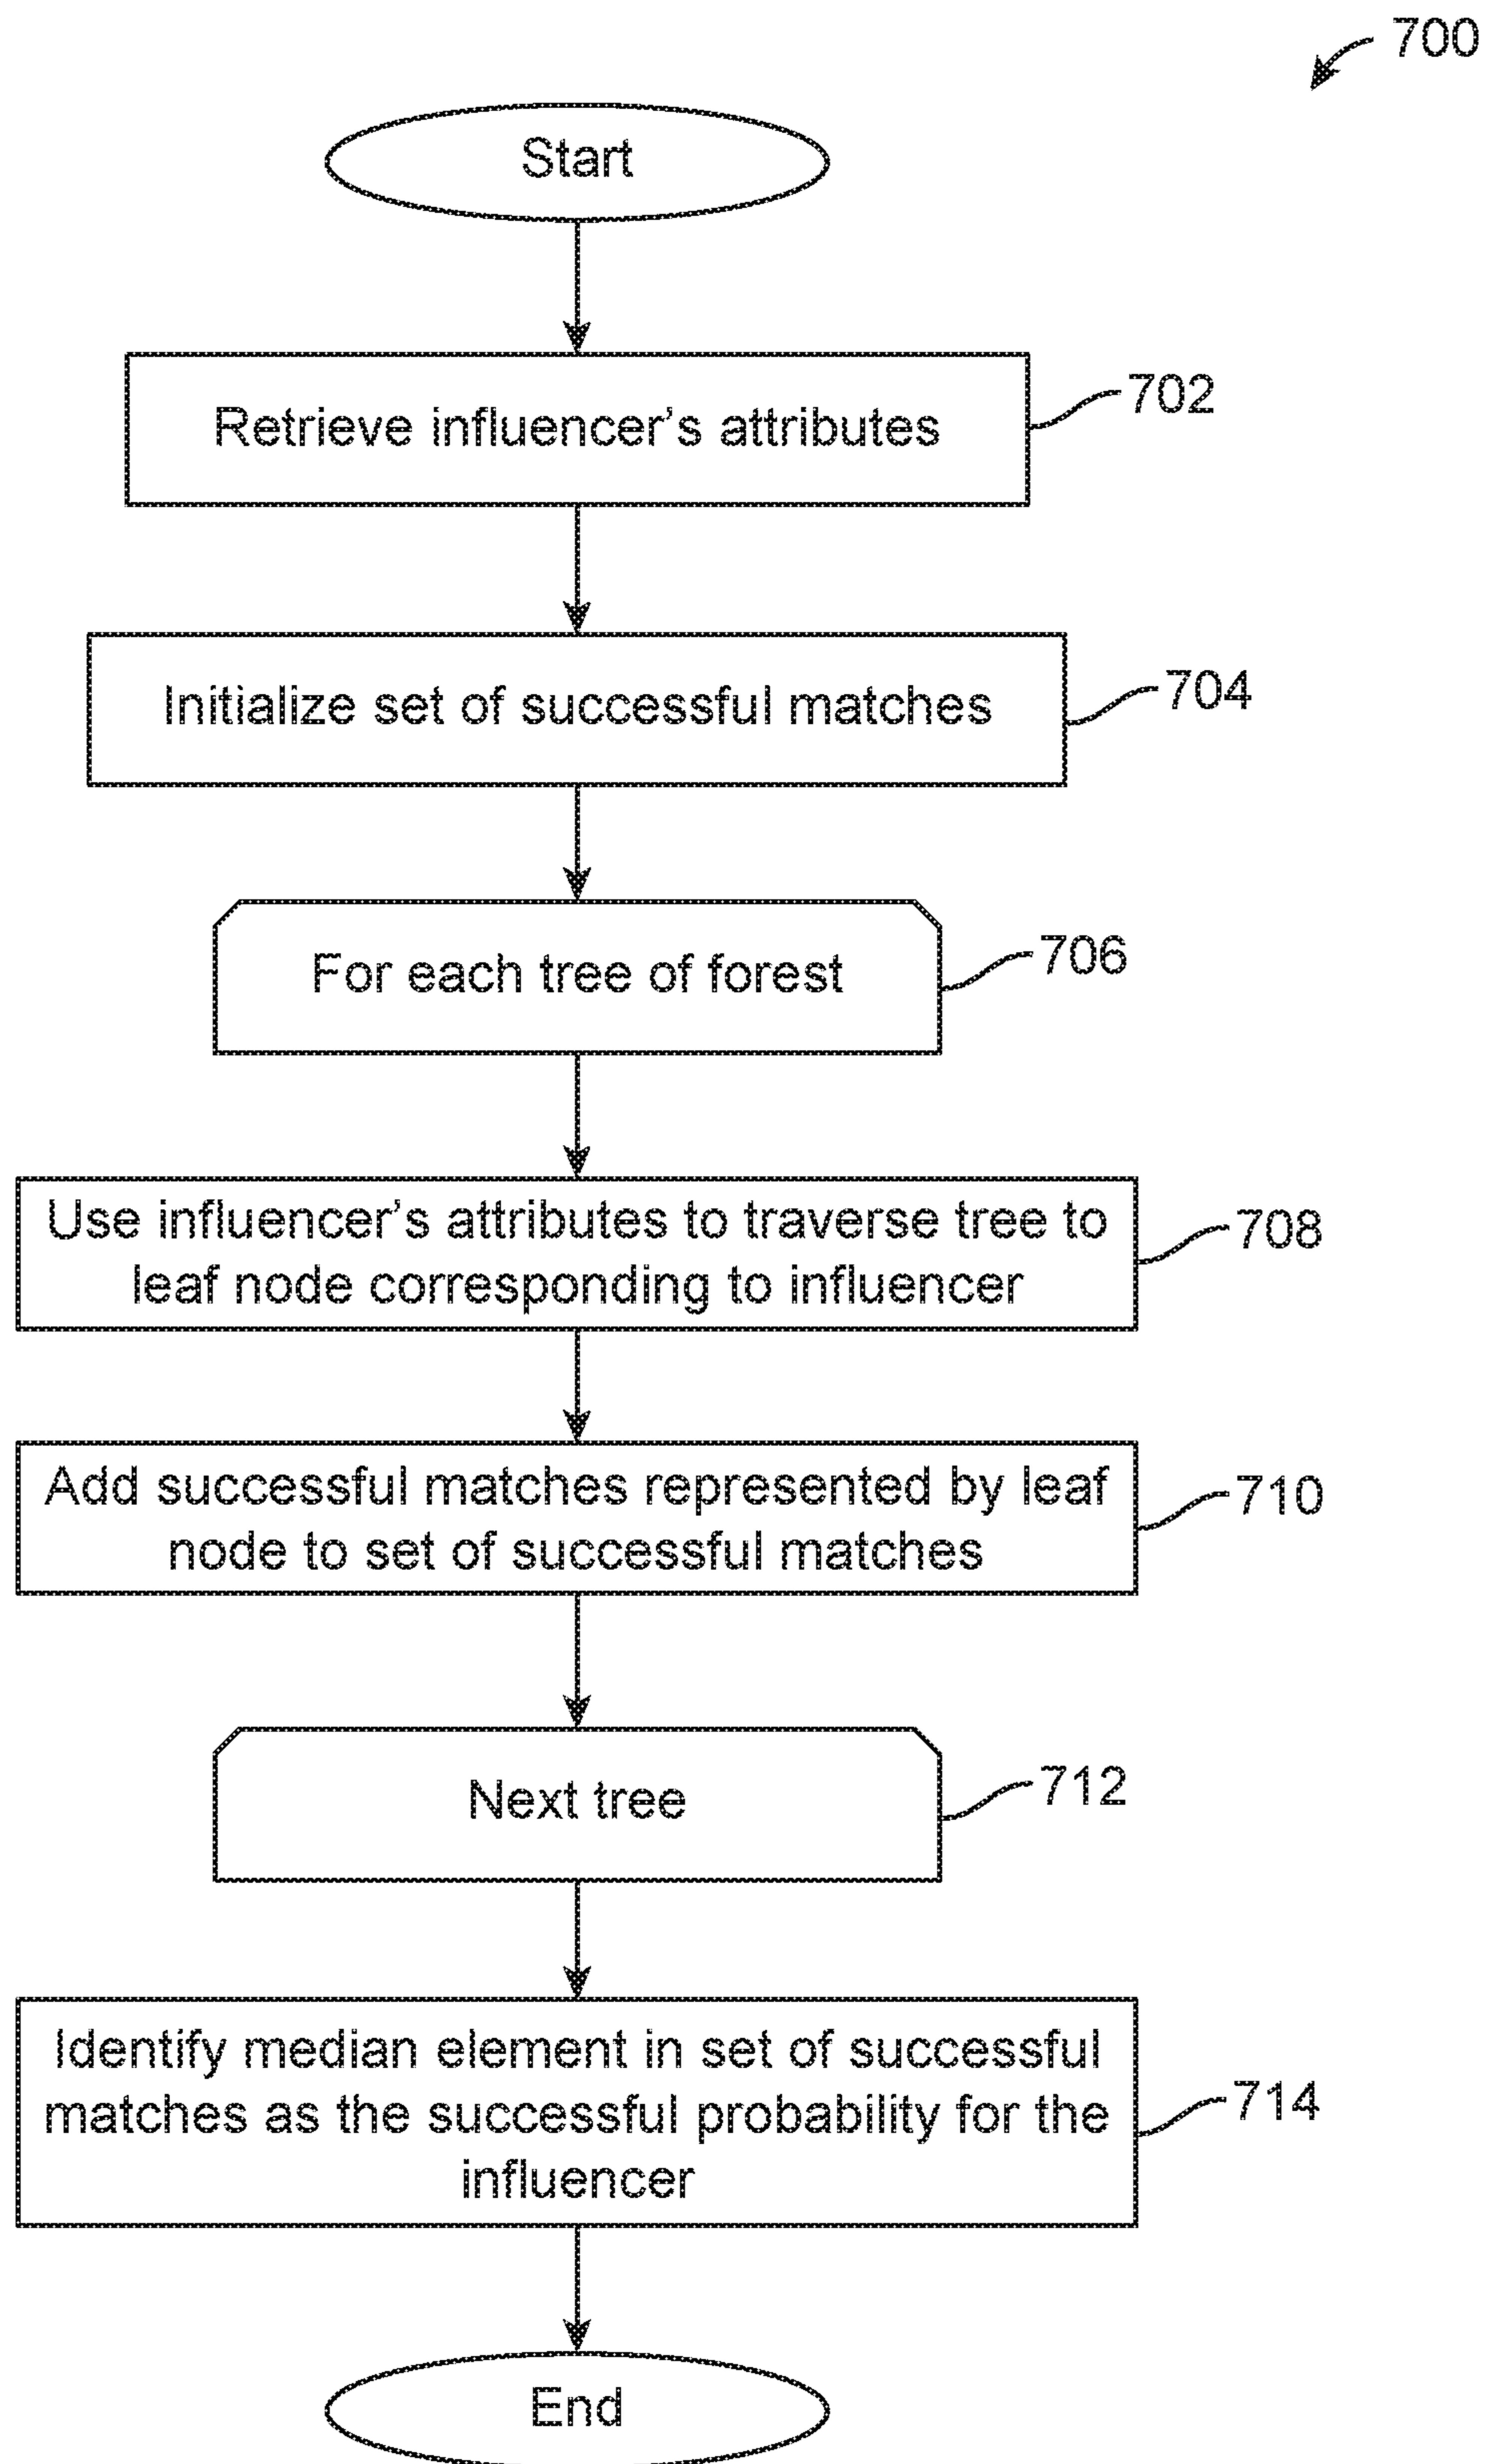 700
Start
Retrieve influencer's attributes
702
Initialize set of successful matches
704
For each tree of forest
706
Use influencer's attributes to traverse tree to
leaf node corresponding to influencer
708
Add successful matches represented by leaf
node to set of successful matches
710
Next tree
712
Identify median element in set of successful
matches as the successful probability for the
influencer
714
End